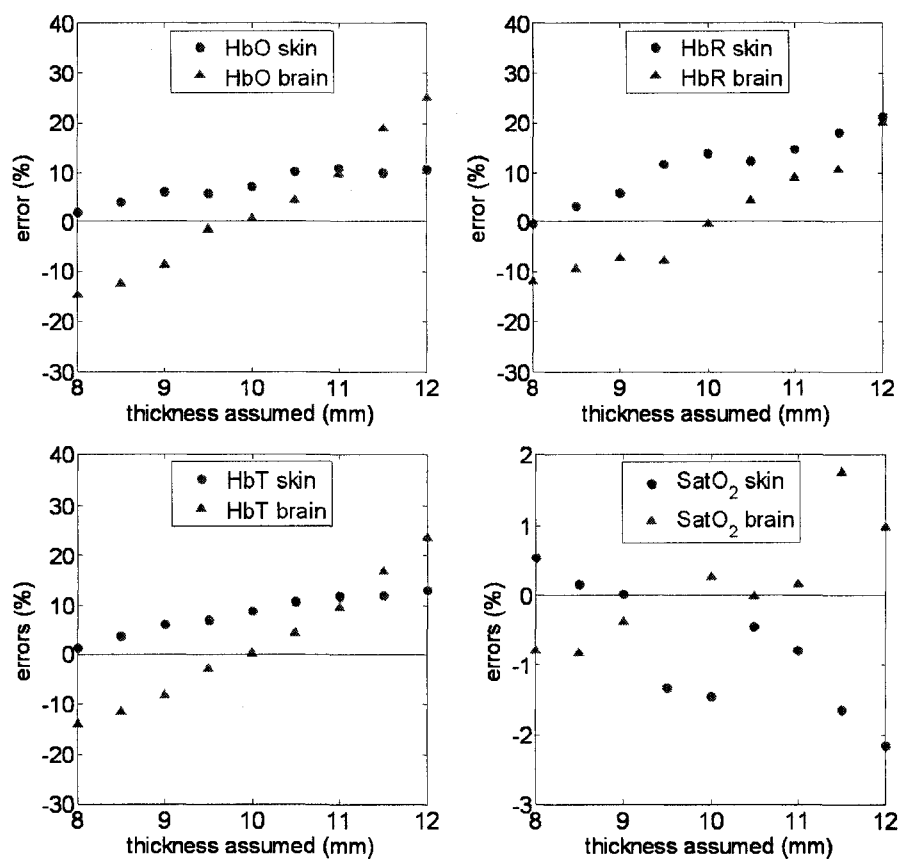 40
30
20
10
0
-10
-20
-30
error (%)
HbO skin
HbO brain
8 9 10 11 12
thickness assumed (mm)
40
30
20
10
0
-10
-20
-30
error (%)
HbR skin
HbR brain
8 9 10 11 12
thickness assumed (mm)
40
30
20
10
0
-10
-20
-30
errors (%)
HbT skin
HbT brain
8 9 10 11 12
thickness assumed (mm)
2
1
0
-1
-2
-3
errors (%)
SatO₂ skin
SatO₂ brain
8 9 10 11 12
thickness assumed (mm)